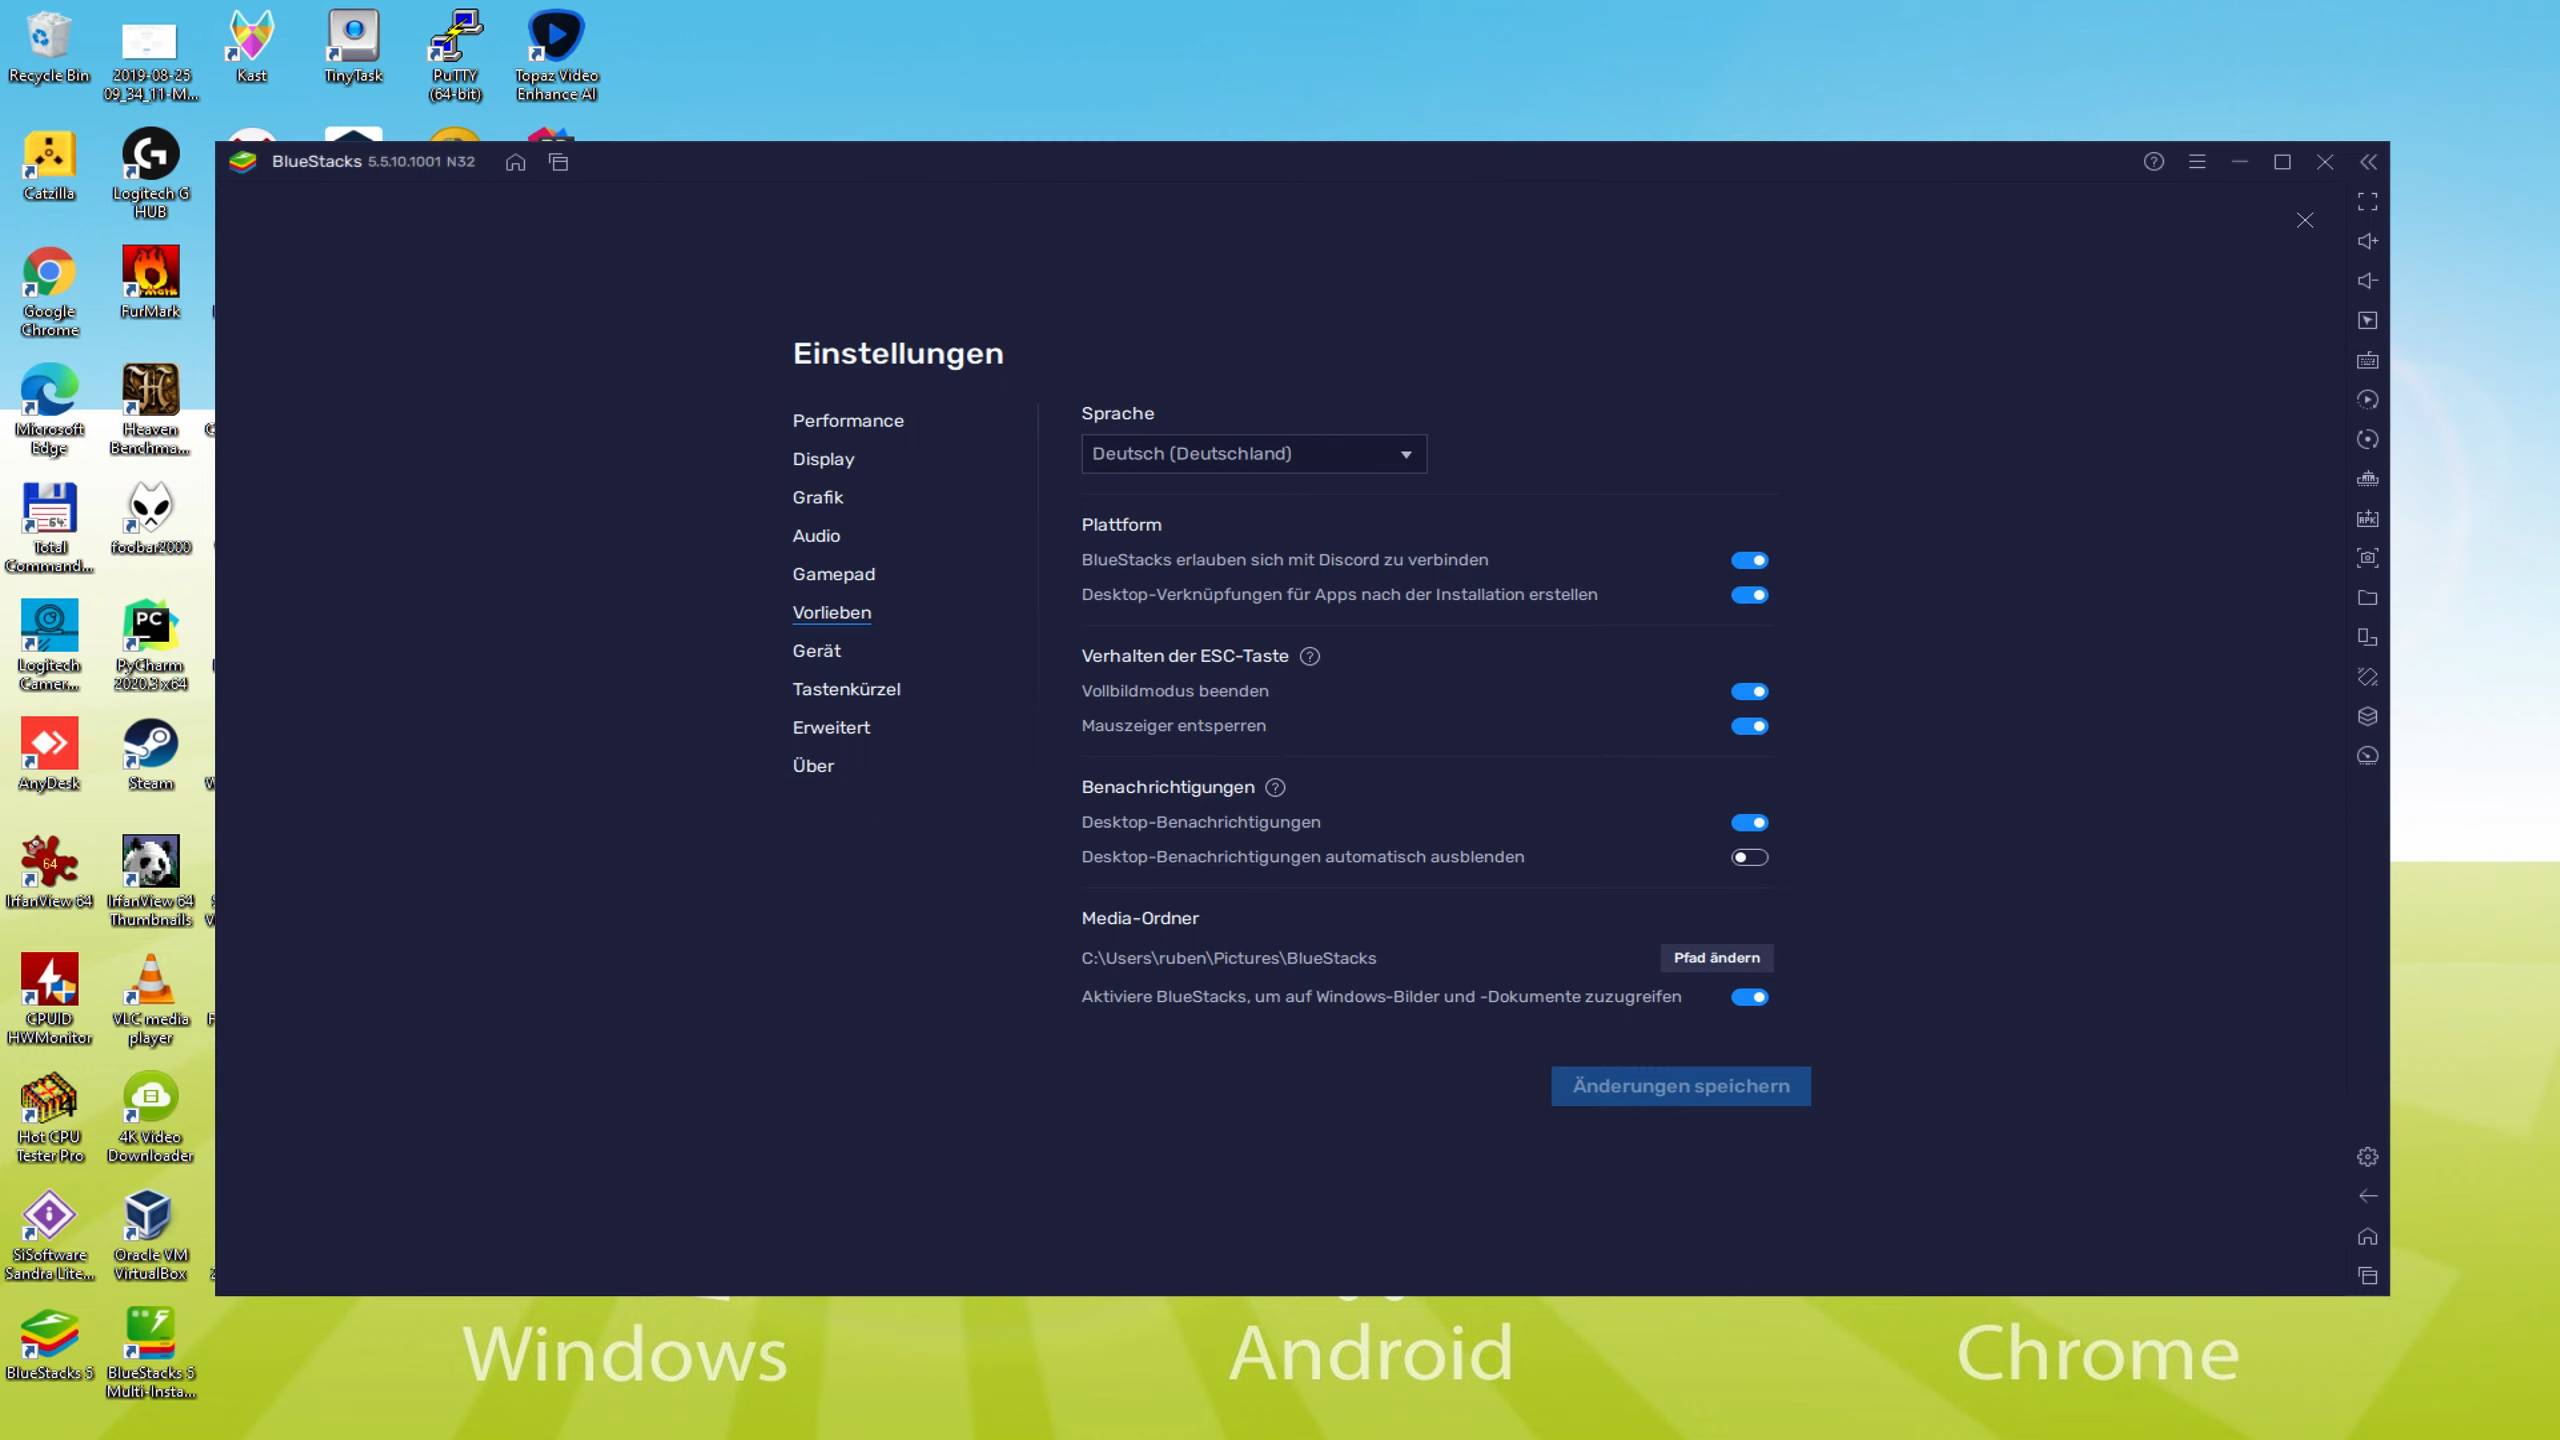 Recycle Bin
2019-08-25
09_34_11-M...
Kast
TinyTask
PuTTY
(64-bit)
Topaz Video
Enhance AI
Catzilla
Logitech G
HUB
Google
Chrome
FurMark
Microsoft
Edge
Heaven
Benchma...
Total
Command...
foobar2000
Logitech
Camer...
PyCharm
2020.3 x64
AnyDesk
Steam
IrfanView 64
IrfanView 64
Thumbnails
CPUID
HWMonitor
VLC media
player
Hot CPU
Tester Pro
4K Video
Downloader
SiSoftware
Sandra Lite...
Oracle VM
VirtualBox
BlueStacks 5
BlueStacks 5
Multi-Insta...
BlueStacks 5.5.10.1001 N32
Einstellungen
Performance
Display
Grafik
Audio
Gamepad
Vorlieben
Gerät
Tastenkürzel
Erweitert
Über
Sprache
Deutsch (Deutschland)
Plattform
BlueStacks erlauben sich mit Discord zu verbinden
Desktop-Verknüpfungen für Apps nach der Installation erstellen
Verhalten der ESC-Taste
Vollbildmodus beenden
Mauszeiger entsperren
Benachrichtigungen
Desktop-Benachrichtigungen
Desktop-Benachrichtigungen automatisch ausblenden
Media-Ordner
C:\Users\ruben\Pictures\BlueStacks
Pfad ändern
Aktiviere BlueStacks, um auf Windows-Bilder und -Dokumente zuzugreifen
Änderungen speichern
Windows
Android
Chrome